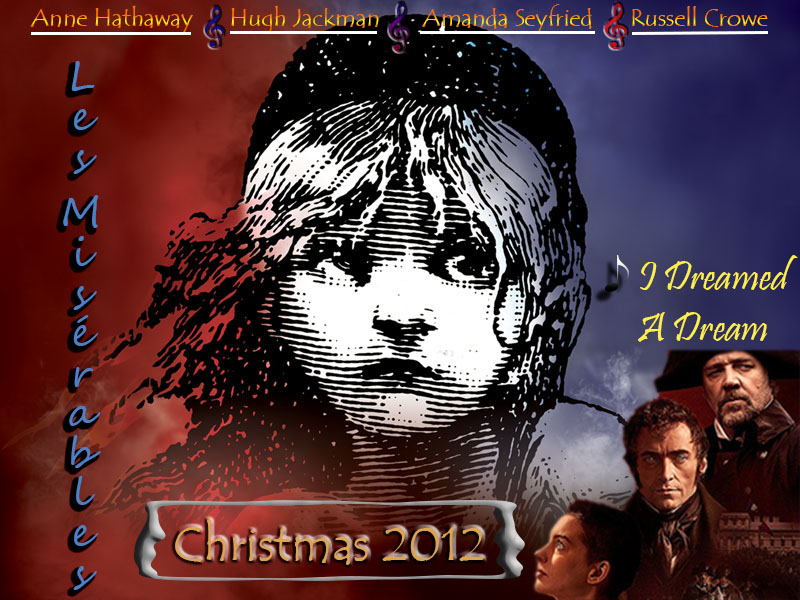 Anne Hathaway Hugh Jackman Amanda Seyfried Russell Crowe
Les Misérables
I Dreamed
A Dream
Christmas 2012